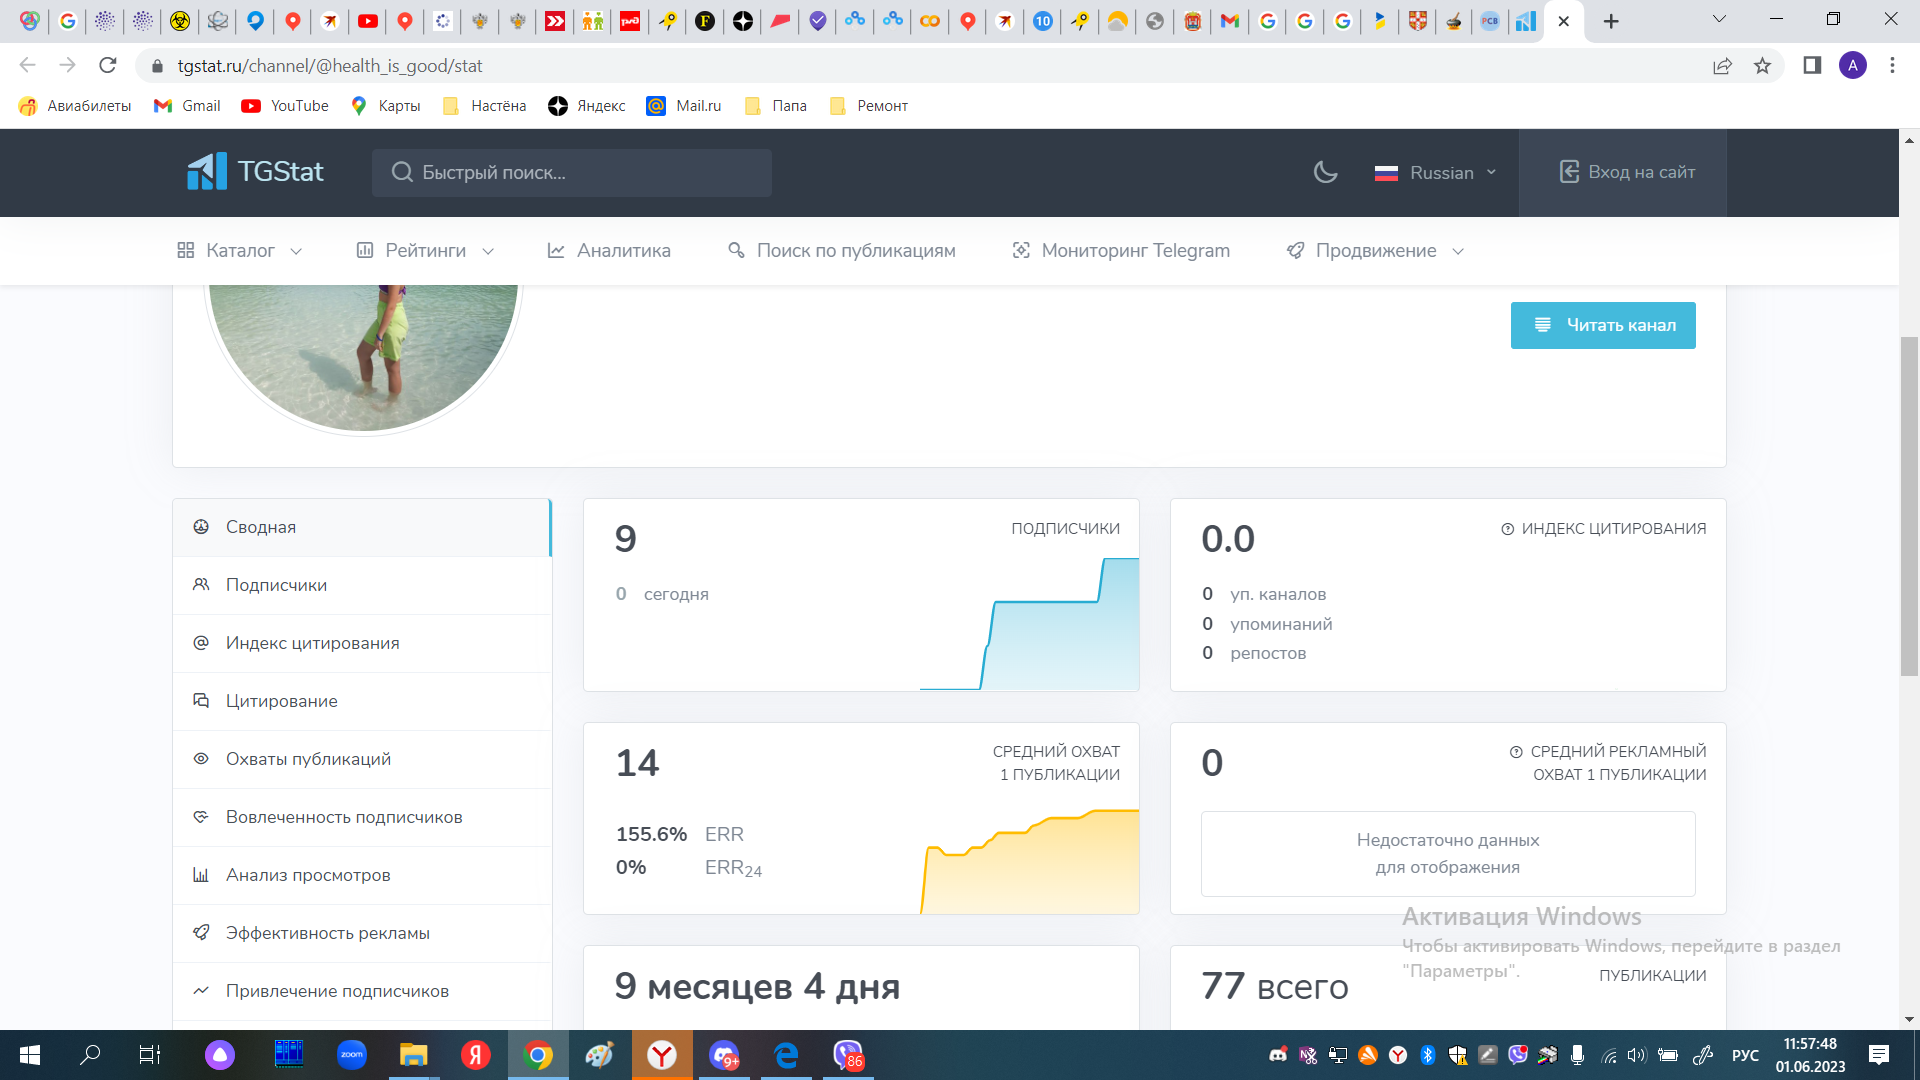 10
F
РСВ
tgstat.ru/channel/@health_is_good/stat
A
Авиабилеты
Gmail
YouTube
Карты
Настёна
Яндекс
Mail.ru
Папа
Ремонт
TGStat
Быстрый поиск...
Russian
Вход на сайт
Каталог
Рейтинги
Аналитика
Поиск по публикациям
Мониторинг Telegram
Продвижение
Читать канал
Сводная
Подписчики
Индекс цитирования
Цитирование
Охваты публикаций
Вовлеченность подписчиков
Анализ просмотров
Эффективность рекламы
Привлечение подписчиков
9
ПОДПИСЧИКИ
0 сегодня
0.0
ИНДЕКС ЦИТИРОВАНИЯ
0 уп. каналов
0 упоминаний
0 репостов
14
СРЕДНИЙ ОХВАТ
1 ПУБЛИКАЦИИ
155.6% ERR
0% ERR24
0
СРЕДНИЙ РЕКЛАМНЫЙ
ОХВАТ 1 ПУБЛИКАЦИИ
Недостаточно данных
для отображения
9 месяцев 4 дня
77 всего
ПУБЛИКАЦИИ
Активация Windows
Чтобы активировать Windows, перейдите в раздел
"Параметры".
zoom
Я
9+
86
РУС
11:57:48
01.06.2023